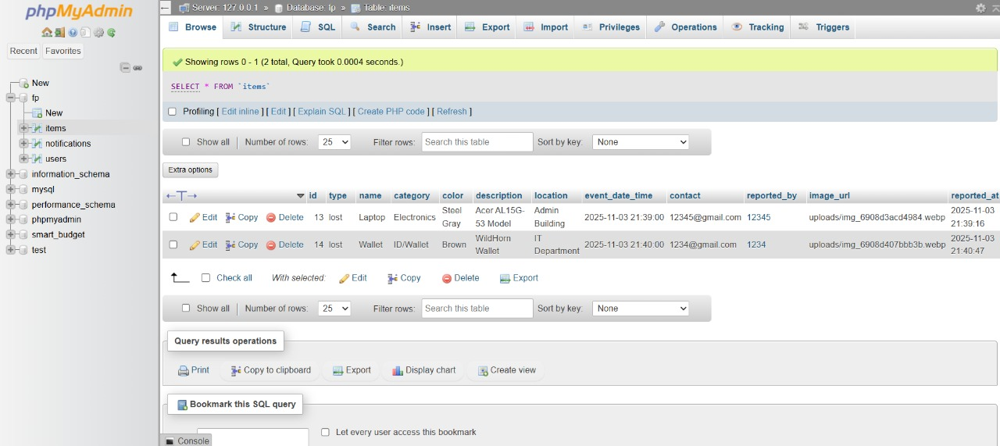 phpMyAdmin
Recent Favorites
New
fp
New
items
notifications
users
information_schema
mysql
performance_schema
phpmyadmin
smart_budget
test
Server: 127.0.0.1 » Database: fp » Table: items
Browse Structure SQL Search Insert Export Import Privileges Operations Tracking Triggers
Showing rows 0 - 1 (2 total, Query took 0.0004 seconds.)
SELECT * FROM `items`
Profiling [ Edit inline ] [ Edit ] [ Explain SQL ] [ Create PHP code ] [ Refresh ]
Show all Number of rows: 25 Filter rows: Search this table Sort by key: None
Extra options
←T→ id type name category color description location event_date_time contact reported_by image_url reported_at
Edit Copy Delete 13 lost Laptop Electronics Steel Gray Acer AL15G-53 Model Admin Building 2025-11-03 21:39:00 12345@gmail.com 12345 uploads/img_6908d3acd4984.webp 2025-11-03 21:39:16
Edit Copy Delete 14 lost Wallet ID/Wallet Brown WildHorn Wallet IT Department 2025-11-03 21:40:00 1234@gmail.com 1234 uploads/img_6908d407bbb3b.webp 2025-11-03 21:40:47
Check all With selected: Edit Copy Delete Export
Show all Number of rows: 25 Filter rows: Search this table Sort by key: None
Query results operations
Print Copy to clipboard Export Display chart Create view
Bookmark this SQL query
Let every user access this bookmark
Console